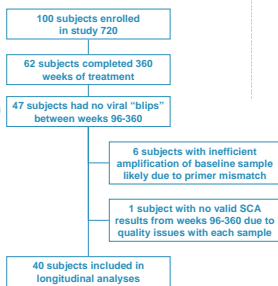 100 subjects enrolled
in study 720
62 subjects completed 360
weeks of treatment
47 subjects had no viral “blips”
between weeks 96-360
6 subjects with inefficient
amplification of baseline sample
likely due to primer mismatch
1 subject with no valid SCA
results from weeks 96-360 due to
quality issues with each sample
40 subjects included in
longitudinal analyses